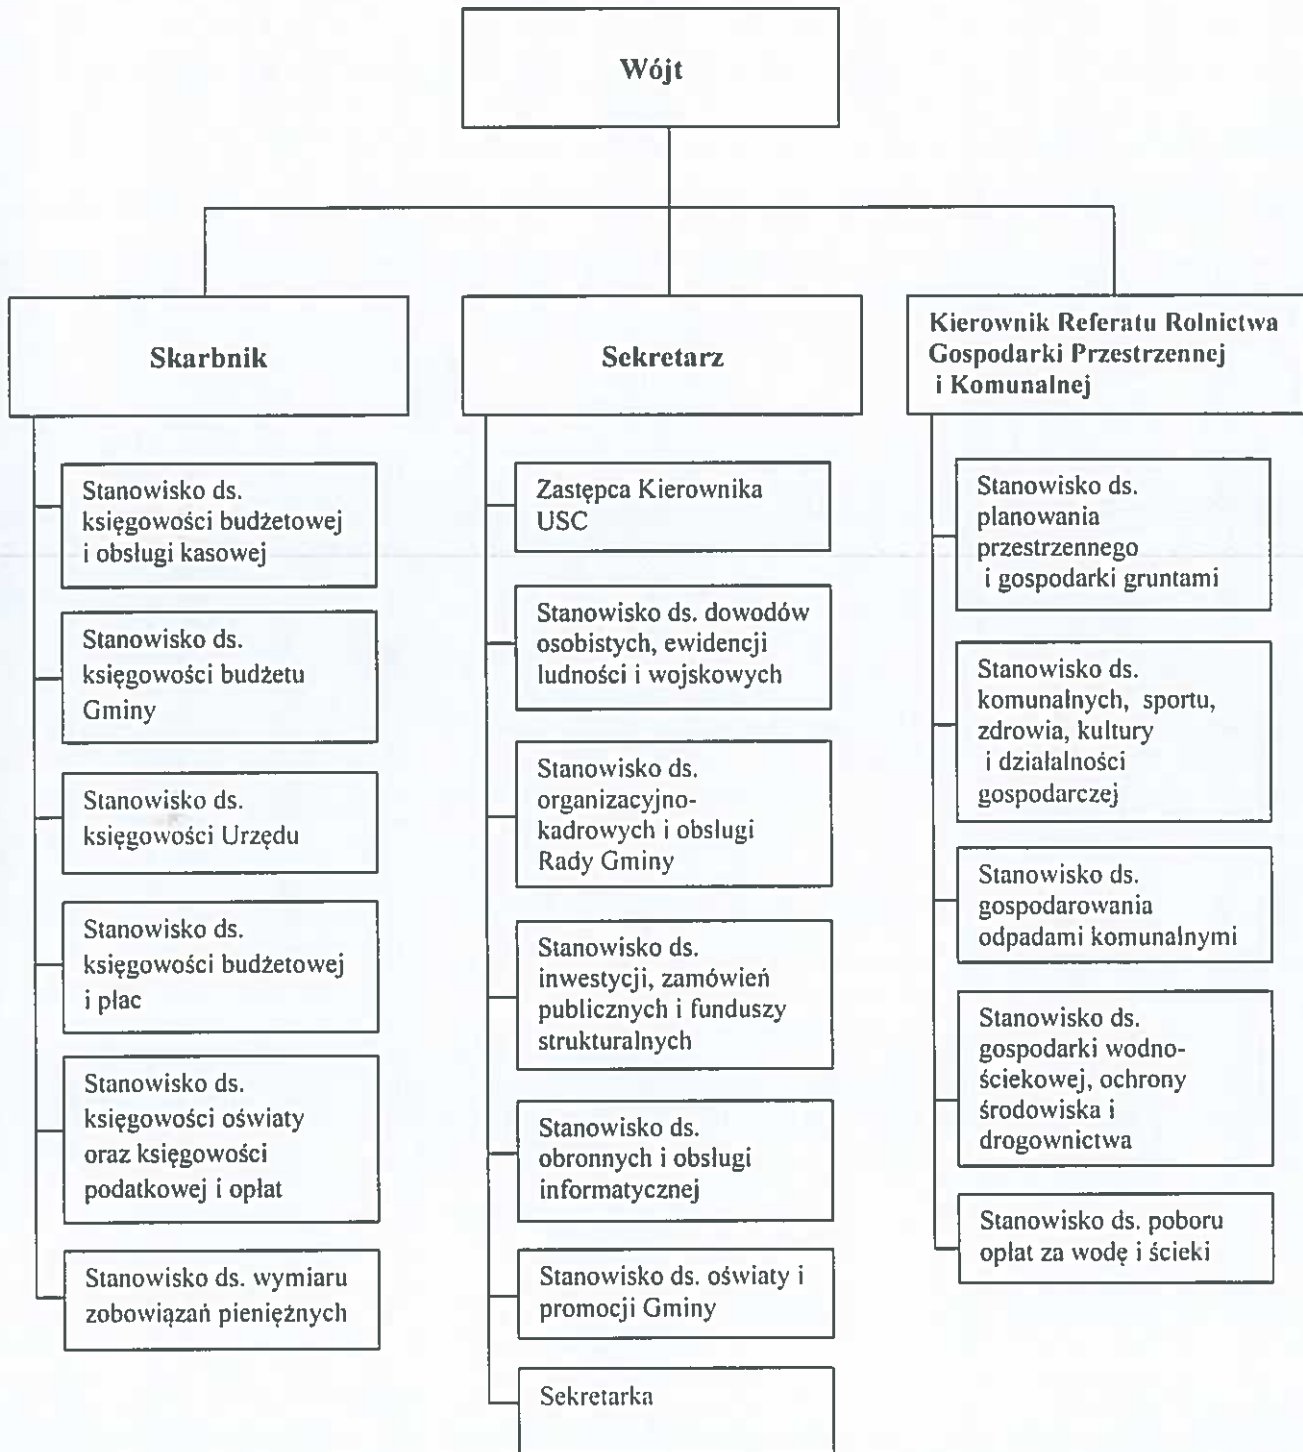 Wójt
Skarbnik
Stanowisko ds.
księgowości budżetowej
i obsługi kasowej
Stanowisko ds.
księgowości budżetu
Gminy
Stanowisko ds.
księgowości Urzędu
Stanowisko ds.
księgowości budżetowej
i płac
Stanowisko ds.
księgowości oświaty
oraz księgowości
podatkowej i opłat
Stanowisko ds. wymiaru
zobowiązań pieniężnych
Sekretarz
Zastępca Kierownika
USC
Stanowisko ds. dowodów
osobistych, ewidencji
ludności i wojskowych
Stanowisko ds.
organizacyjno-
kadrowych i obsługi
Rady Gminy
Stanowisko ds.
inwestycji, zamówień
publicznych i funduszy
strukturalnych
Stanowisko ds.
obronnych i obsługi
informatycznej
Stanowisko ds. oświaty i
promocji Gminy
Sekretarka
Kierownik Referatu Rolnictwa
Gospodarki Przestrzennej
i Komunalnej
Stanowisko ds.
planowania
przestrzennego
i gospodarki gruntami
Stanowisko ds.
komunalnych, sportu,
zdrowia, kultury
i działalności
gospodarczej
Stanowisko ds.
gospodarowania
odpadami komunalnymi
Stanowisko ds.
gospodarki wodno-
ściekowej, ochrony
środowiska i
drogownictwa
Stanowisko ds. poboru
opłat za wodę i ścieki